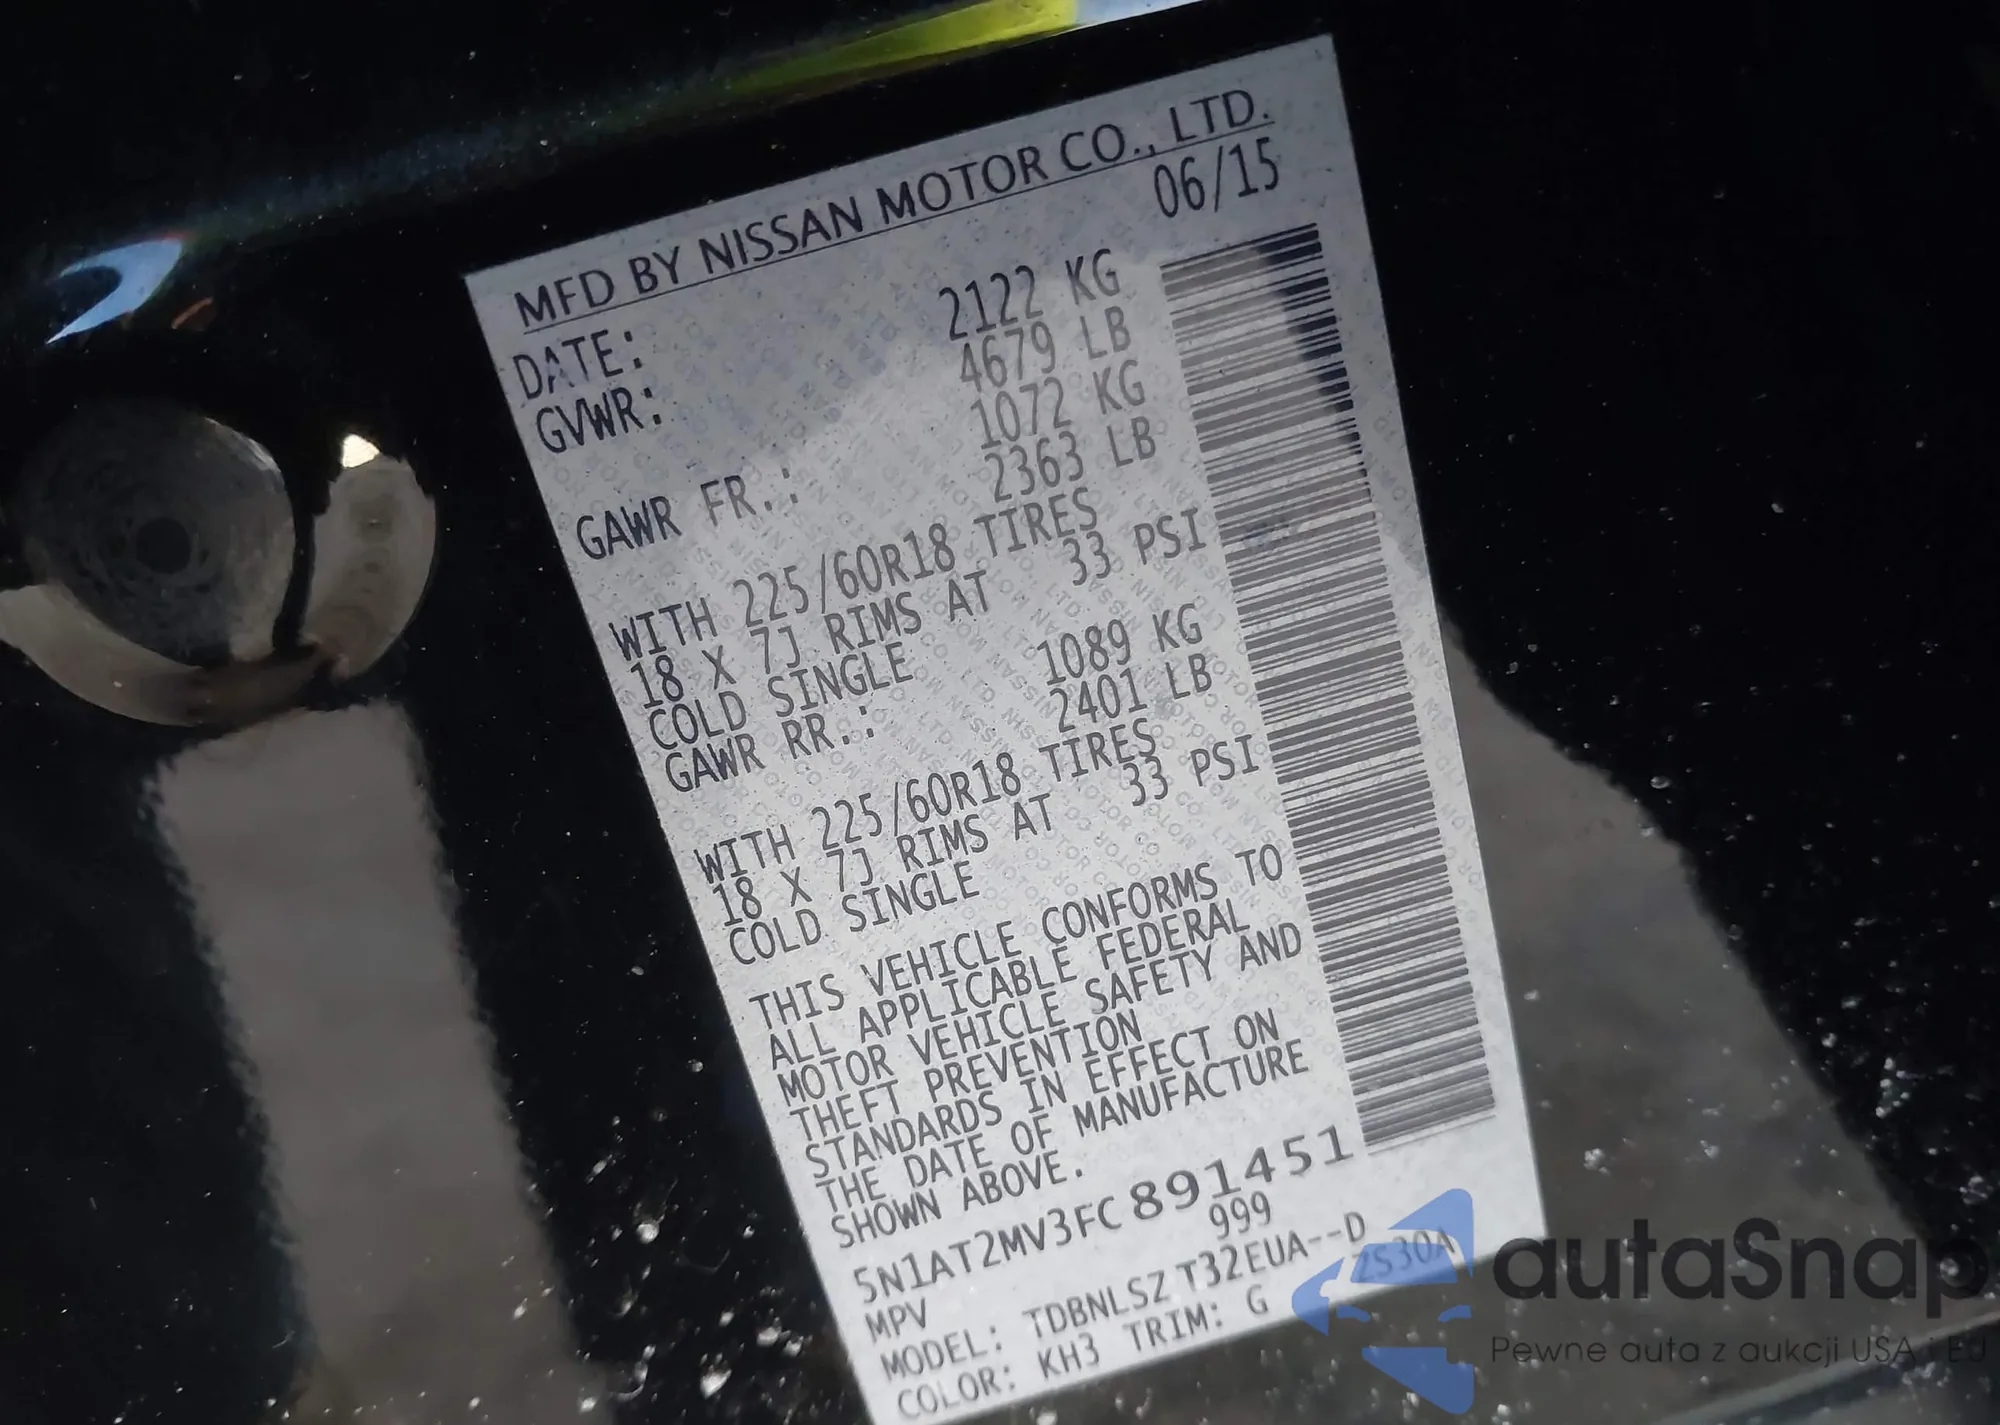 MFD BY NISSAN MOTOR CO., LTD.
DATE: 06/15
GVWR: 2122 KG
4679 LB
GAWR FR.: 1072 KG
2363 LB
WITH 225/60R18 TIRES
18 X 7J RIMS AT 33 PSI
COLD SINGLE
GAWR RR.: 1089 KG
2401 LB
WITH 225/60R18 TIRES
18 X 7J RIMS AT 33 PSI
COLD SINGLE
THIS VEHICLE CONFORMS TO
ALL APPLICABLE FEDERAL
MOTOR VEHICLE SAFETY AND
THEFT PREVENTION
STANDARDS IN EFFECT ON
THE DATE OF MANUFACTURE
SHOWN ABOVE.
5N1AT2MV3FC891451
MPV 999
MODEL: TDBNLSZ T32EUA--D
COLOR: KH3 TRIM: G ZS30A
autaSnap
Pewne auta z aukcji USA i EU